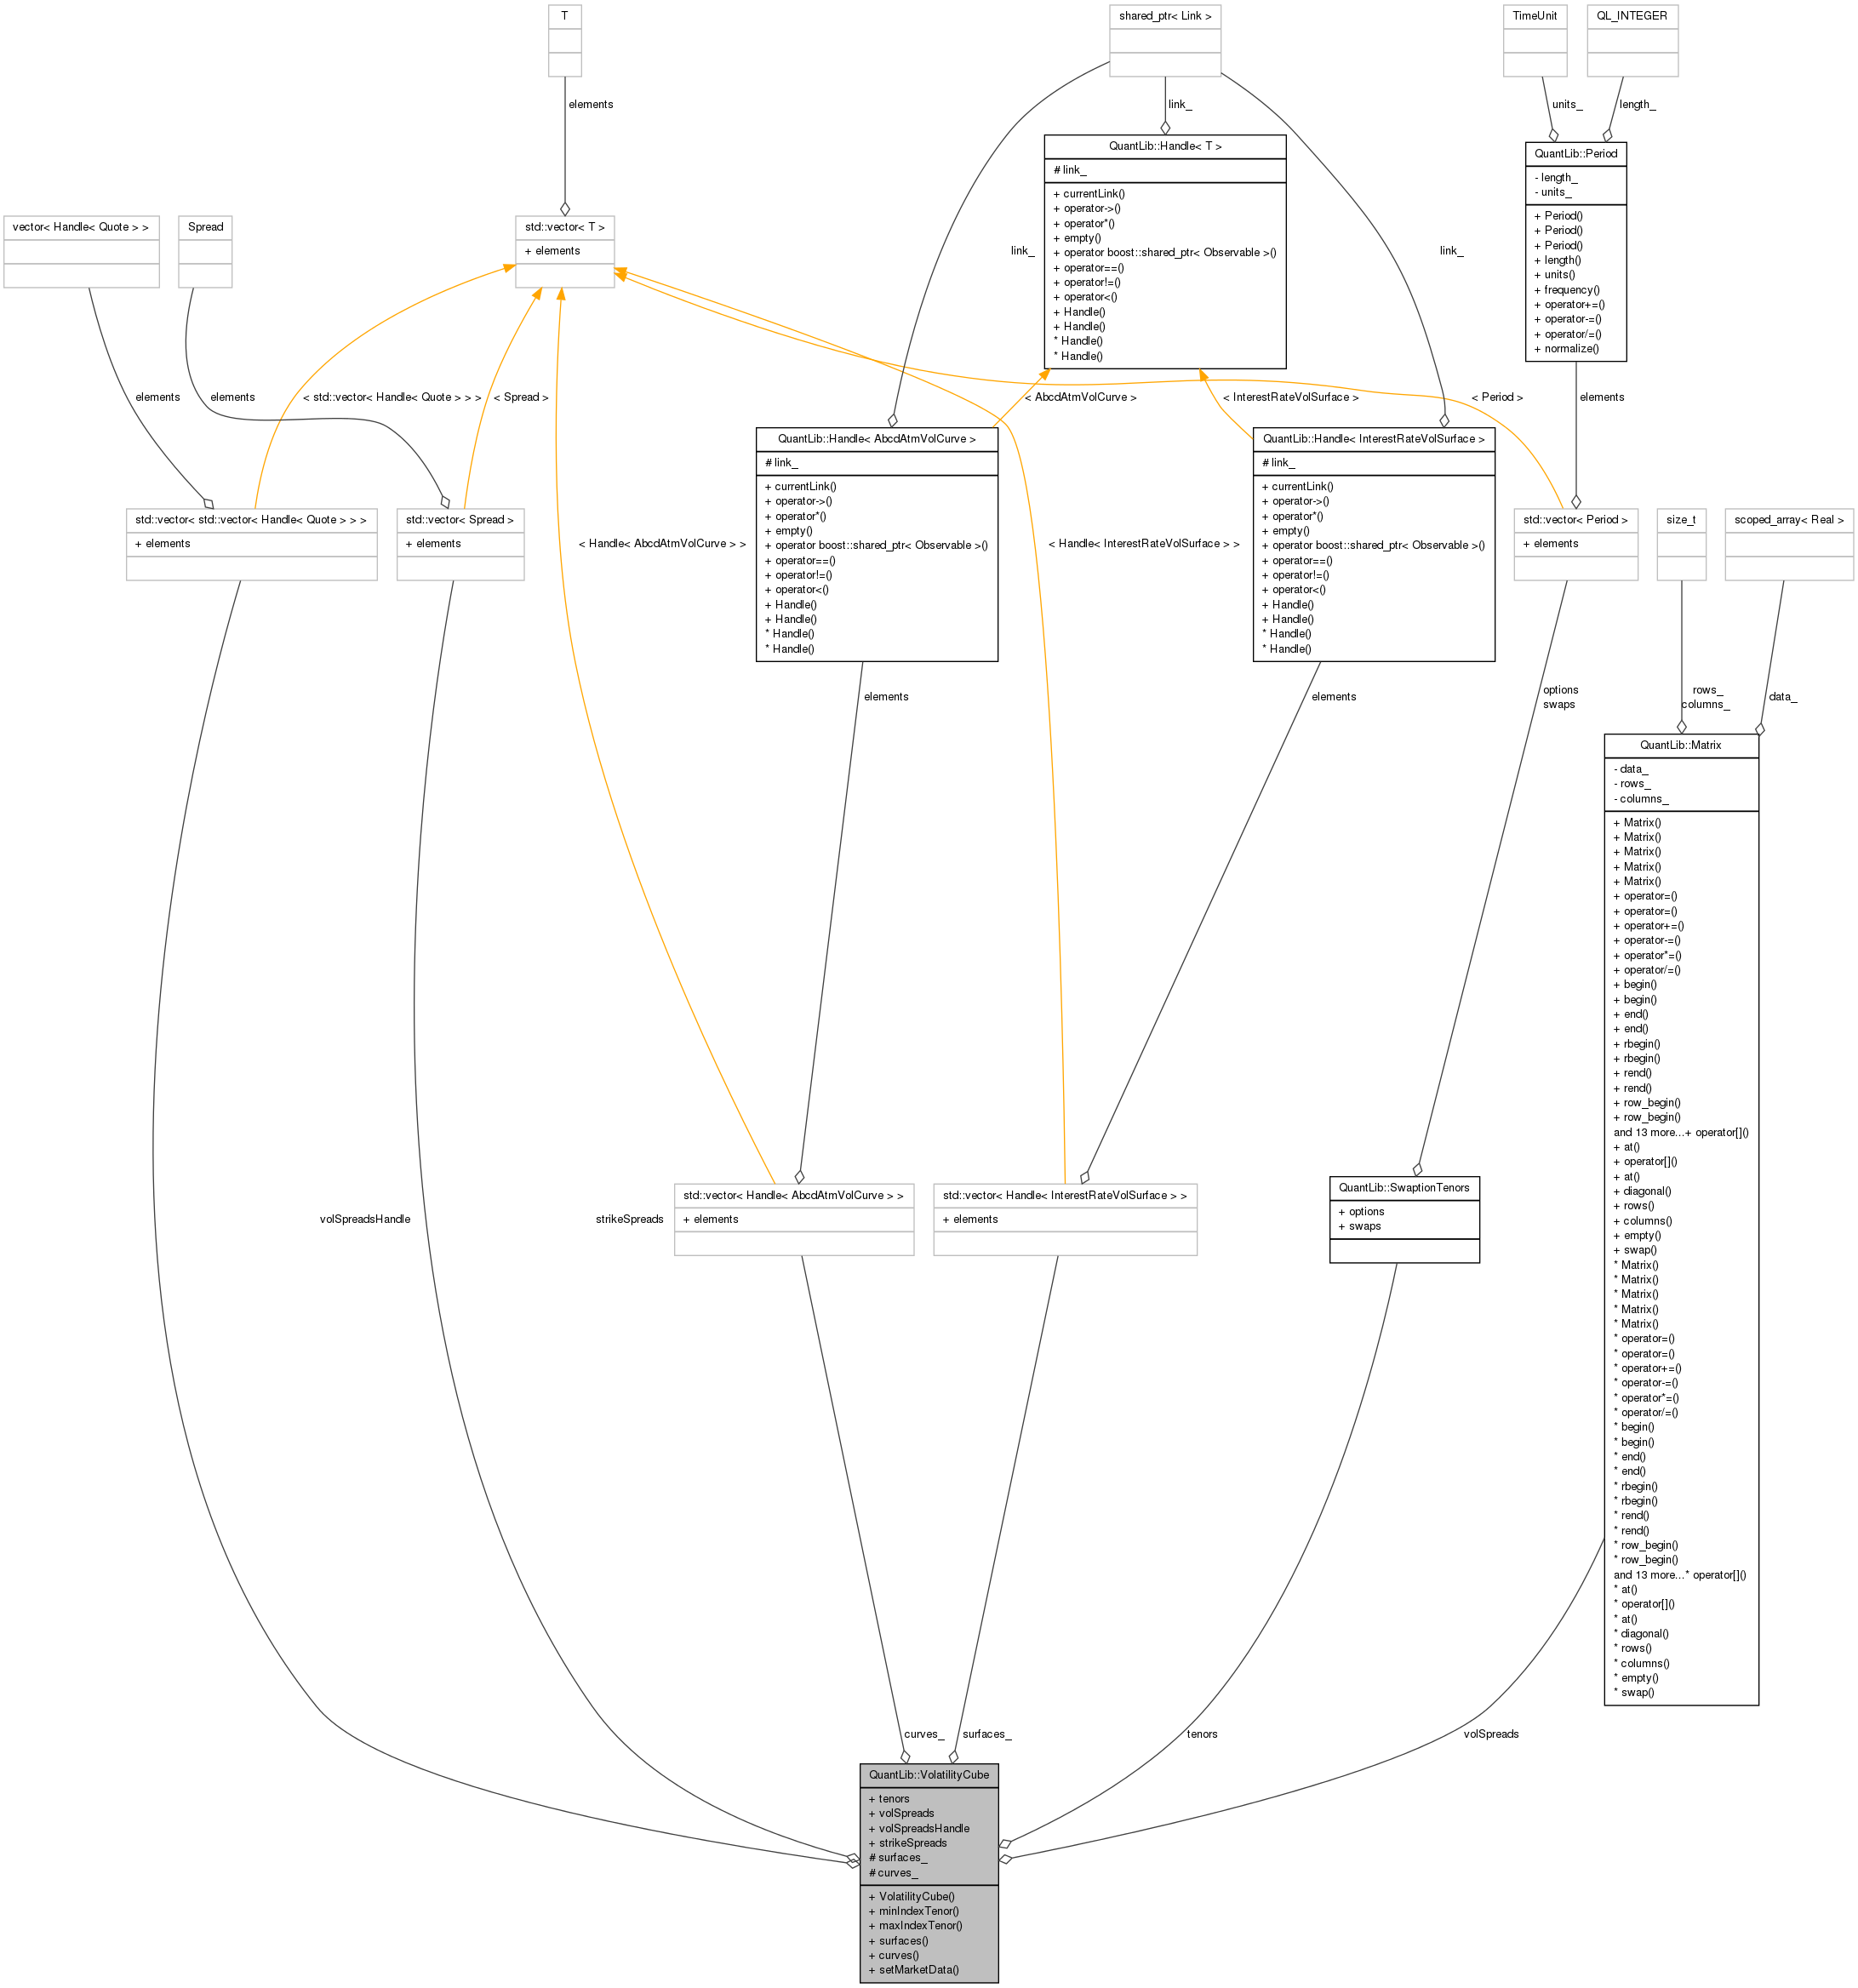 T
shared_ptr< Link >
TimeUnit
QL_INTEGER
elements
link_
units_
length_
QuantLib::Handle< T >
# link_
+ currentLink()
+ operator->()
+ operator*()
+ empty()
+ operator boost::shared_ptr< Observable >()
+ operator==()
+ operator!=()
+ operator<()
+ Handle()
+ Handle()
* Handle()
* Handle()
QuantLib::Period
- length_
- units_
+ Period()
+ Period()
+ Period()
+ length()
+ units()
+ frequency()
+ operator+=()
+ operator-=()
+ operator/=()
+ normalize()
vector< Handle< Quote > >
Spread
std::vector< T >
+ elements
link_
link_
elements
elements
< std::vector< Handle< Quote > > >
< Spread >
< AbcdAtmVolCurve >
< InterestRateVolSurface >
< Period >
elements
QuantLib::Handle< AbcdAtmVolCurve >
# link_
+ currentLink()
+ operator->()
+ operator*()
+ empty()
+ operator boost::shared_ptr< Observable >()
+ operator==()
+ operator!=()
+ operator<()
+ Handle()
+ Handle()
* Handle()
* Handle()
QuantLib::Handle< InterestRateVolSurface >
# link_
+ currentLink()
+ operator->()
+ operator*()
+ empty()
+ operator boost::shared_ptr< Observable >()
+ operator==()
+ operator!=()
+ operator<()
+ Handle()
+ Handle()
* Handle()
* Handle()
std::vector< std::vector< Handle< Quote > > >
+ elements
std::vector< Spread >
+ elements
< Handle< AbcdAtmVolCurve > >
< Handle< InterestRateVolSurface > >
std::vector< Period >
+ elements
size_t
scoped_array< Real >
elements
elements
options
swaps
rows_
columns_
data_
QuantLib::Matrix
- data_
- rows_
- columns_
+ Matrix()
+ Matrix()
+ Matrix()
+ Matrix()
+ Matrix()
+ operator=()
+ operator=()
+ operator+=()
+ operator-=()
+ operator*=()
+ operator/=()
+ begin()
+ begin()
+ end()
+ end()
+ rbegin()
+ rbegin()
+ rend()
+ rend()
+ row_begin()
+ row_begin()
and 13 more...+ operator[]()
+ at()
+ operator[]()
+ at()
+ diagonal()
+ rows()
+ columns()
+ empty()
+ swap()
* Matrix()
* Matrix()
* Matrix()
* Matrix()
* Matrix()
* operator=()
* operator=()
* operator+=()
* operator-=()
* operator*=()
* operator/=()
* begin()
* begin()
* end()
* end()
* rbegin()
* rbegin()
* rend()
* rend()
* row_begin()
* row_begin()
and 13 more...* operator[]()
* at()
* operator[]()
* at()
* diagonal()
* rows()
* columns()
* empty()
* swap()
volSpreadsHandle
strikeSpreads
std::vector< Handle< AbcdAtmVolCurve > >
+ elements
std::vector< Handle< InterestRateVolSurface > >
+ elements
QuantLib::SwaptionTenors
+ options
+ swaps
curves_
surfaces_
tenors
volSpreads
QuantLib::VolatilityCube
+ tenors
+ volSpreads
+ volSpreadsHandle
+ strikeSpreads
# surfaces_
# curves_
+ VolatilityCube()
+ minIndexTenor()
+ maxIndexTenor()
+ surfaces()
+ curves()
+ setMarketData()